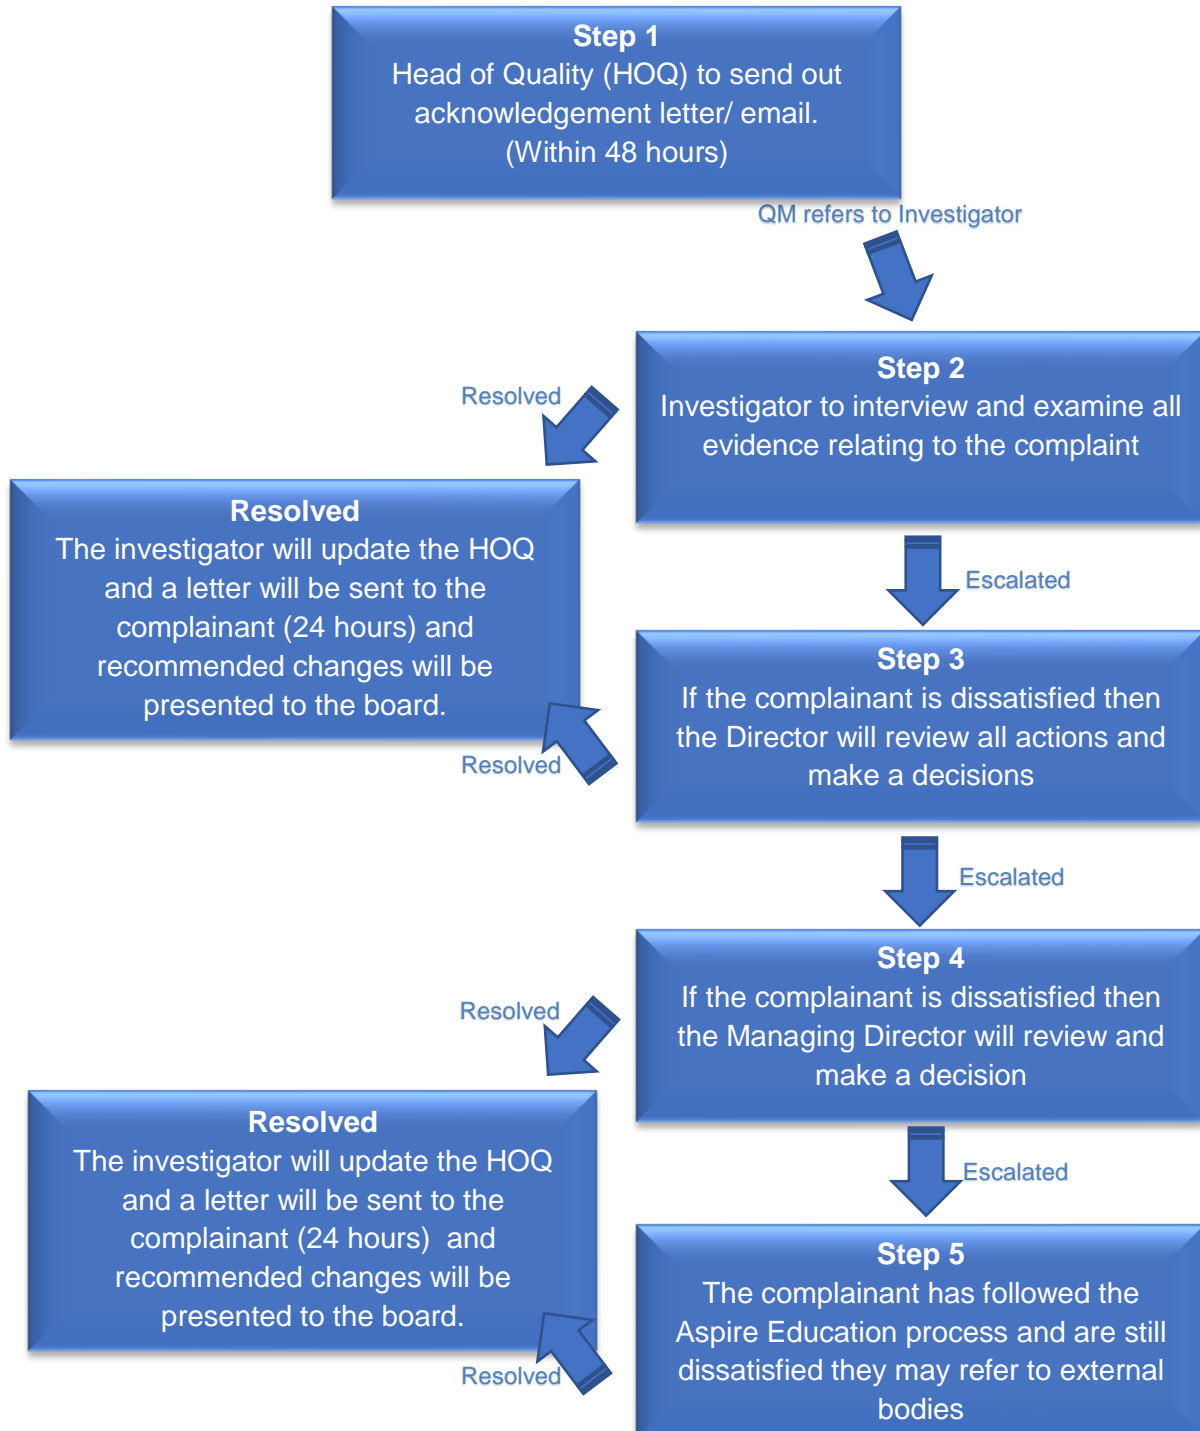 Step 1
Head of Quality (HOQ) to send out
acknowledgement letter/ email.
(Within 48 hours)
QM refers to Investigator
Step 2
Investigator to interview and examine all
evidence relating to the complaint
Resolved
Resolved
The investigator will update the HOQ
and a letter will be sent to the
complainant (24 hours) and
recommended changes will be
presented to the board.
Escalated
Step 3
If the complainant is dissatisfied then
the Director will review all actions and
make a decisions
Resolved
Escalated
Step 4
If the complainant is dissatisfied then
the Managing Director will review and
make a decision
Resolved
Resolved
The investigator will update the HOQ
and a letter will be sent to the
complainant (24 hours)  and
recommended changes will be
presented to the board.
Escalated
Step 5
The complainant has followed the
Aspire Education process and are still
dissatisfied they may refer to external
bodies
Resolved